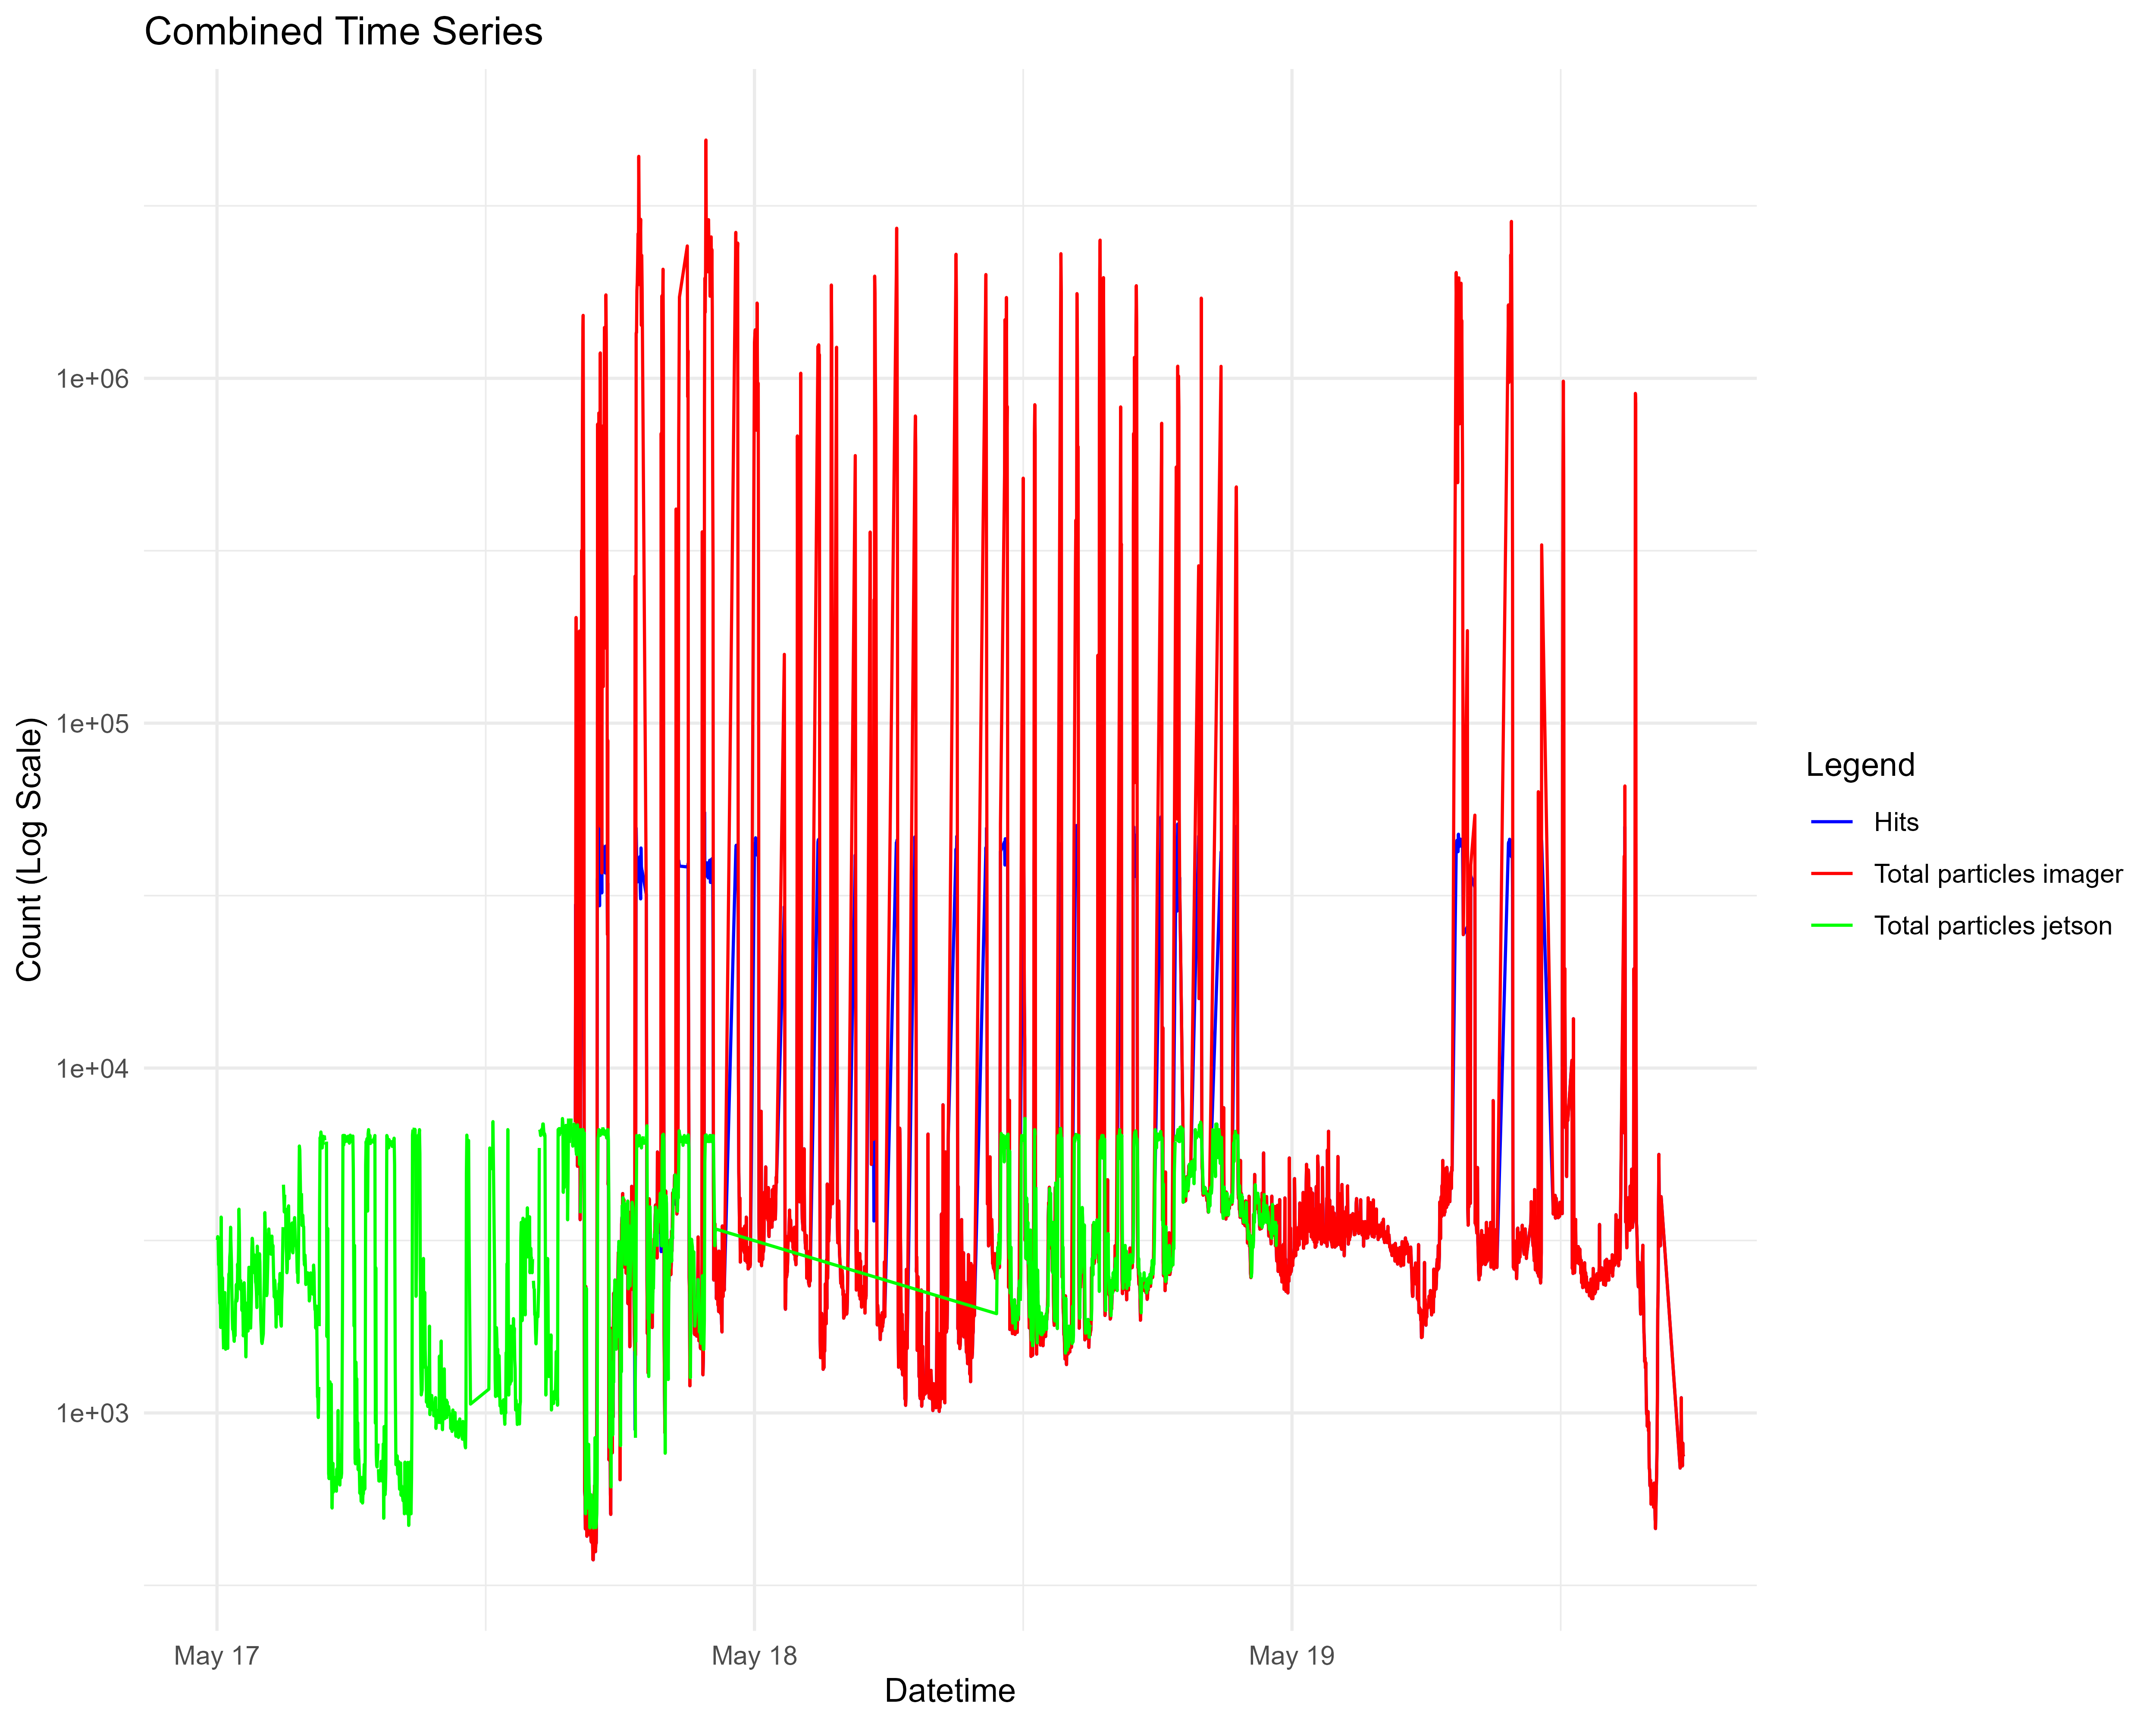 Combined Time Series
1e+06
1e+05
1e+04
1e+03
Count (Log Scale)
May 17
May 18
May 19
Datetime
Legend
Hits
Total particles imager
Total particles jetson